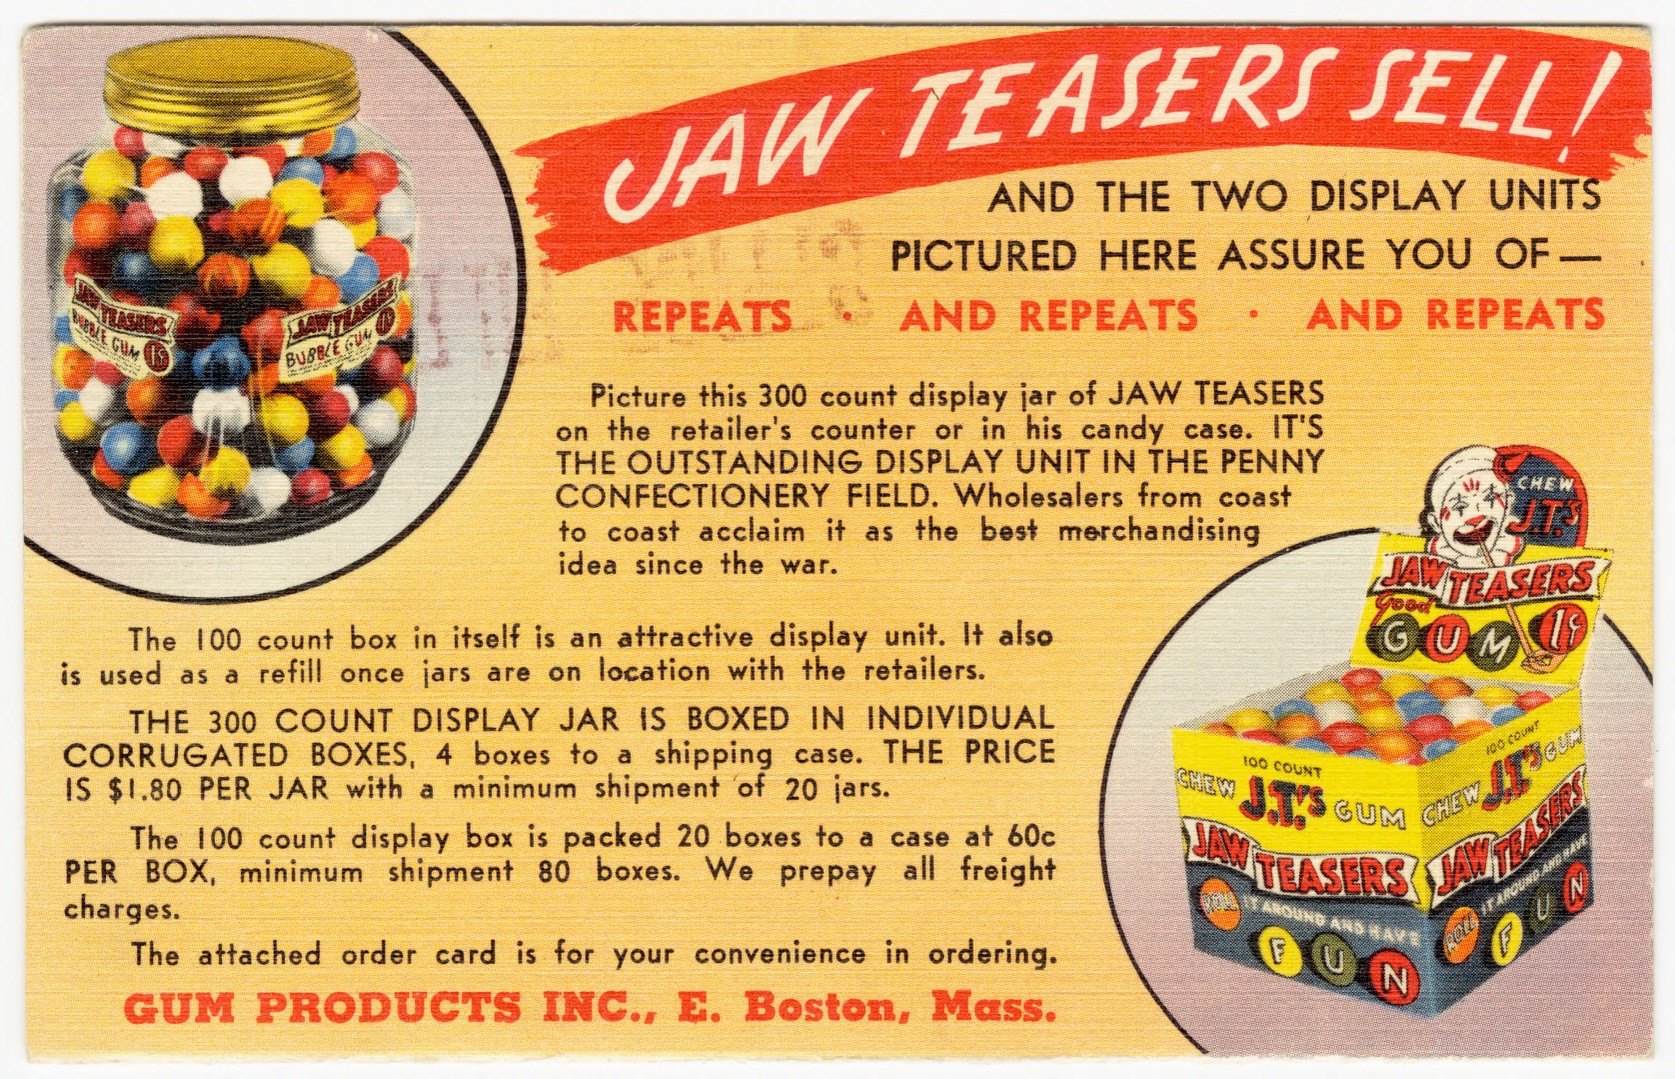 JAW TEASERS SELL!
AND THE TWO DISPLAY UNITS
PICTURED HERE ASSURE YOU OF—
REPEATS • AND REPEATS • AND REPEATS
Picture this 300 count display jar of JAW TEASERS
on the retailer's counter or in his candy case. IT'S
THE OUTSTANDING DISPLAY UNIT IN THE PENNY
CONFECTIONERY FIELD. Wholesalers from coast
to coast acclaim it as the best merchandising
idea since the war.
The 100 count box in itself is an attractive display unit. It also
is used as a refill once jars are on location with the retailers.
THE 300 COUNT DISPLAY JAR IS BOXED IN INDIVIDUAL
CORRUGATED BOXES, 4 boxes to a shipping case. THE PRICE
IS $1.80 PER JAR with a minimum shipment of 20 jars.
The 100 count display box is packed 20 boxes to a case at 60c
PER BOX, minimum shipment 80 boxes. We prepay all freight
charges.
The attached order card is for your convenience in ordering.
GUM PRODUCTS INC., E. Boston, Mass.
JAW TEASERS
BUBBLE GUM 1¢
JAW TEASERS
BUBBLE GUM 1¢
CHEW
J.T.'S
JAW TEASERS
Good
GUM 1¢
100 COUNT
CHEW J.T.'S GUM
JAW TEASERS
ROLL IT AROUND AND HAVE
FUN
100 COUNT
CHEW J.T.'S GUM
JAW TEASERS
ROLL IT AROUND AND HAVE
FUN